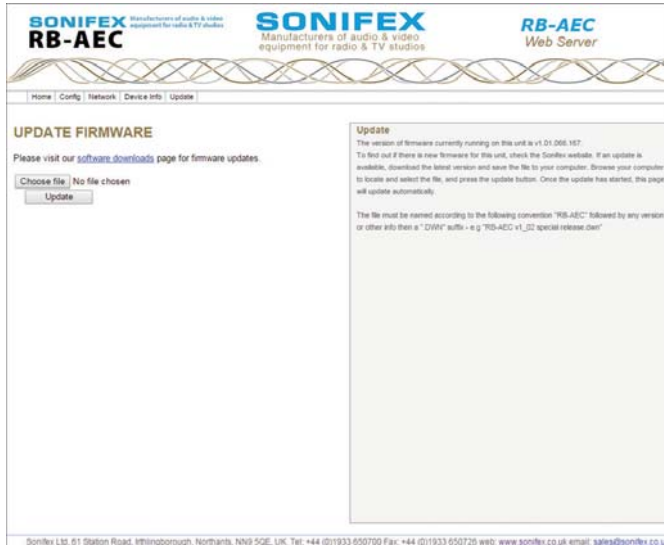 SONIFEX Manufacturers of audio & video equipment for radio & TV studios
RB-AEC
SONIFEX
Manufacturers of audio & video
equipment for radio & TV studios
RB-AEC
Web Server
Home Config Network Device Info Update
UPDATE FIRMWARE
Please visit our software downloads page for firmware updates.
Choose file No file chosen
Update
Update
The version of firmware currently running on this unit is v1.01.066.167.
To find out if there is new firmware for this unit, check the Sonifex website. If an update is
available, download the latest version and save the file to your computer. Browse your computer
to locate and select the file, and press the update button. Once the update has started, this page
will update automatically.
The file must be named according to the following convention "RB-AEC" followed by any version
or other info then a ".DWN" suffix - e.g "RB-AEC v1_02 special release.dwn"
Sonifex Ltd, 61 Station Road, Irthlingborough, Northants, NN9 5QE, UK. Tel: +44 (0)1933 650700 Fax: +44 (0)1933 650726 web: www.sonifex.co.uk email: sales@sonifex.co.u